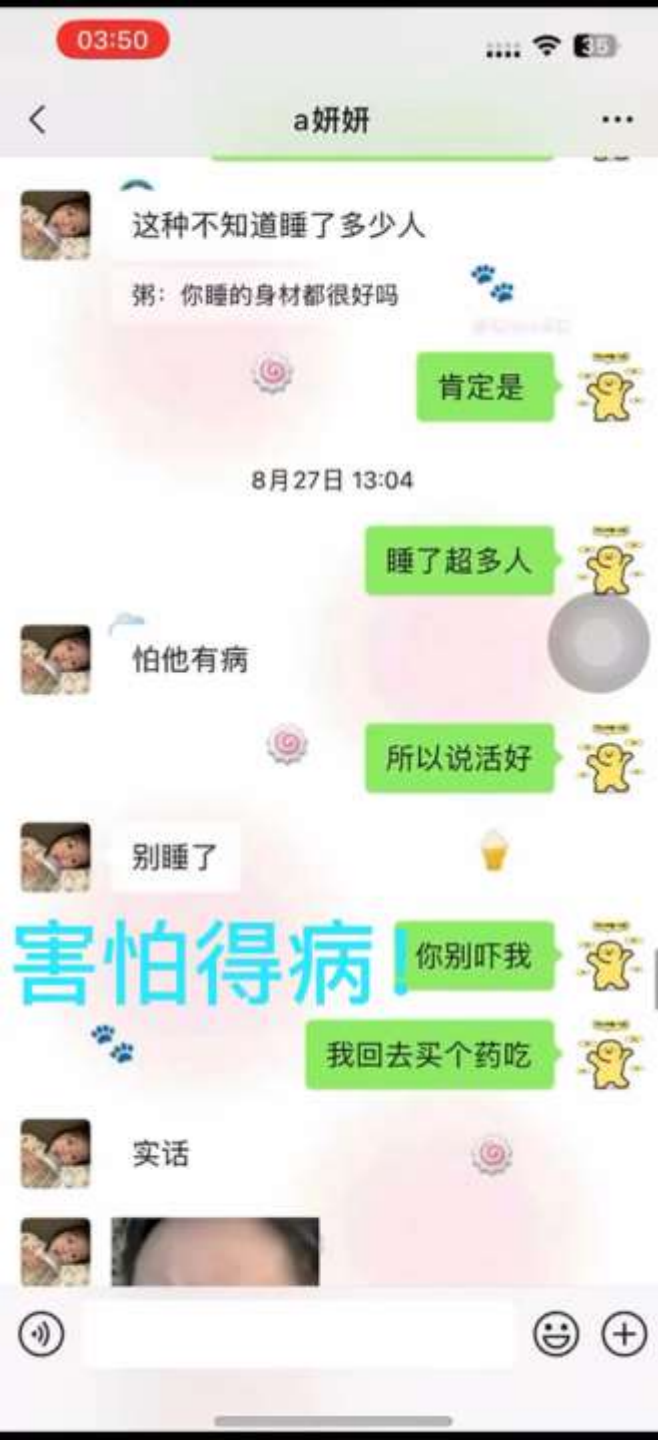 03:50
35
a妍妍
这种不知道睡了多少人
粥：你睡的身材都很好吗
肯定是
8月27日 13:04
睡了超多人
怕他有病
所以说活好
别睡了
害怕得病！
你别吓我
我回去买个药吃
实话